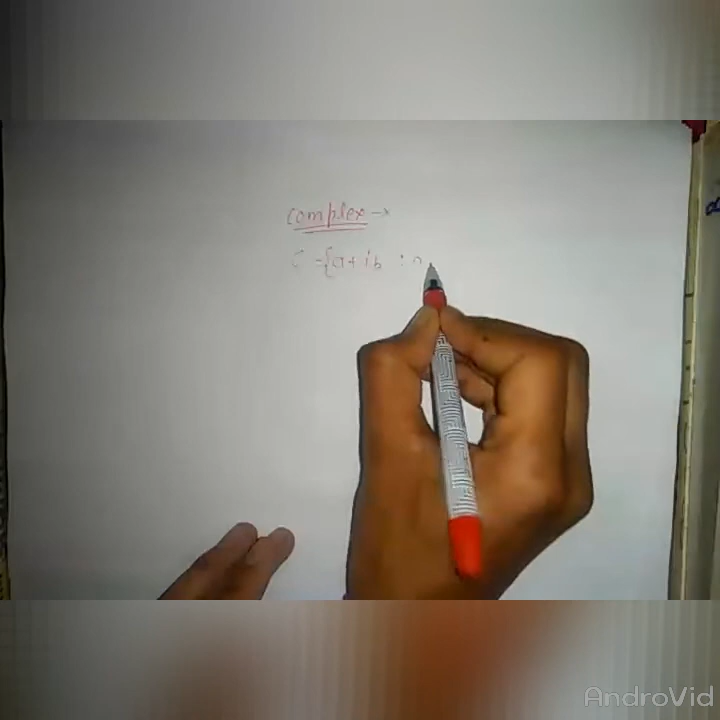 Complex →
C = {a + ib : a
AndroVid